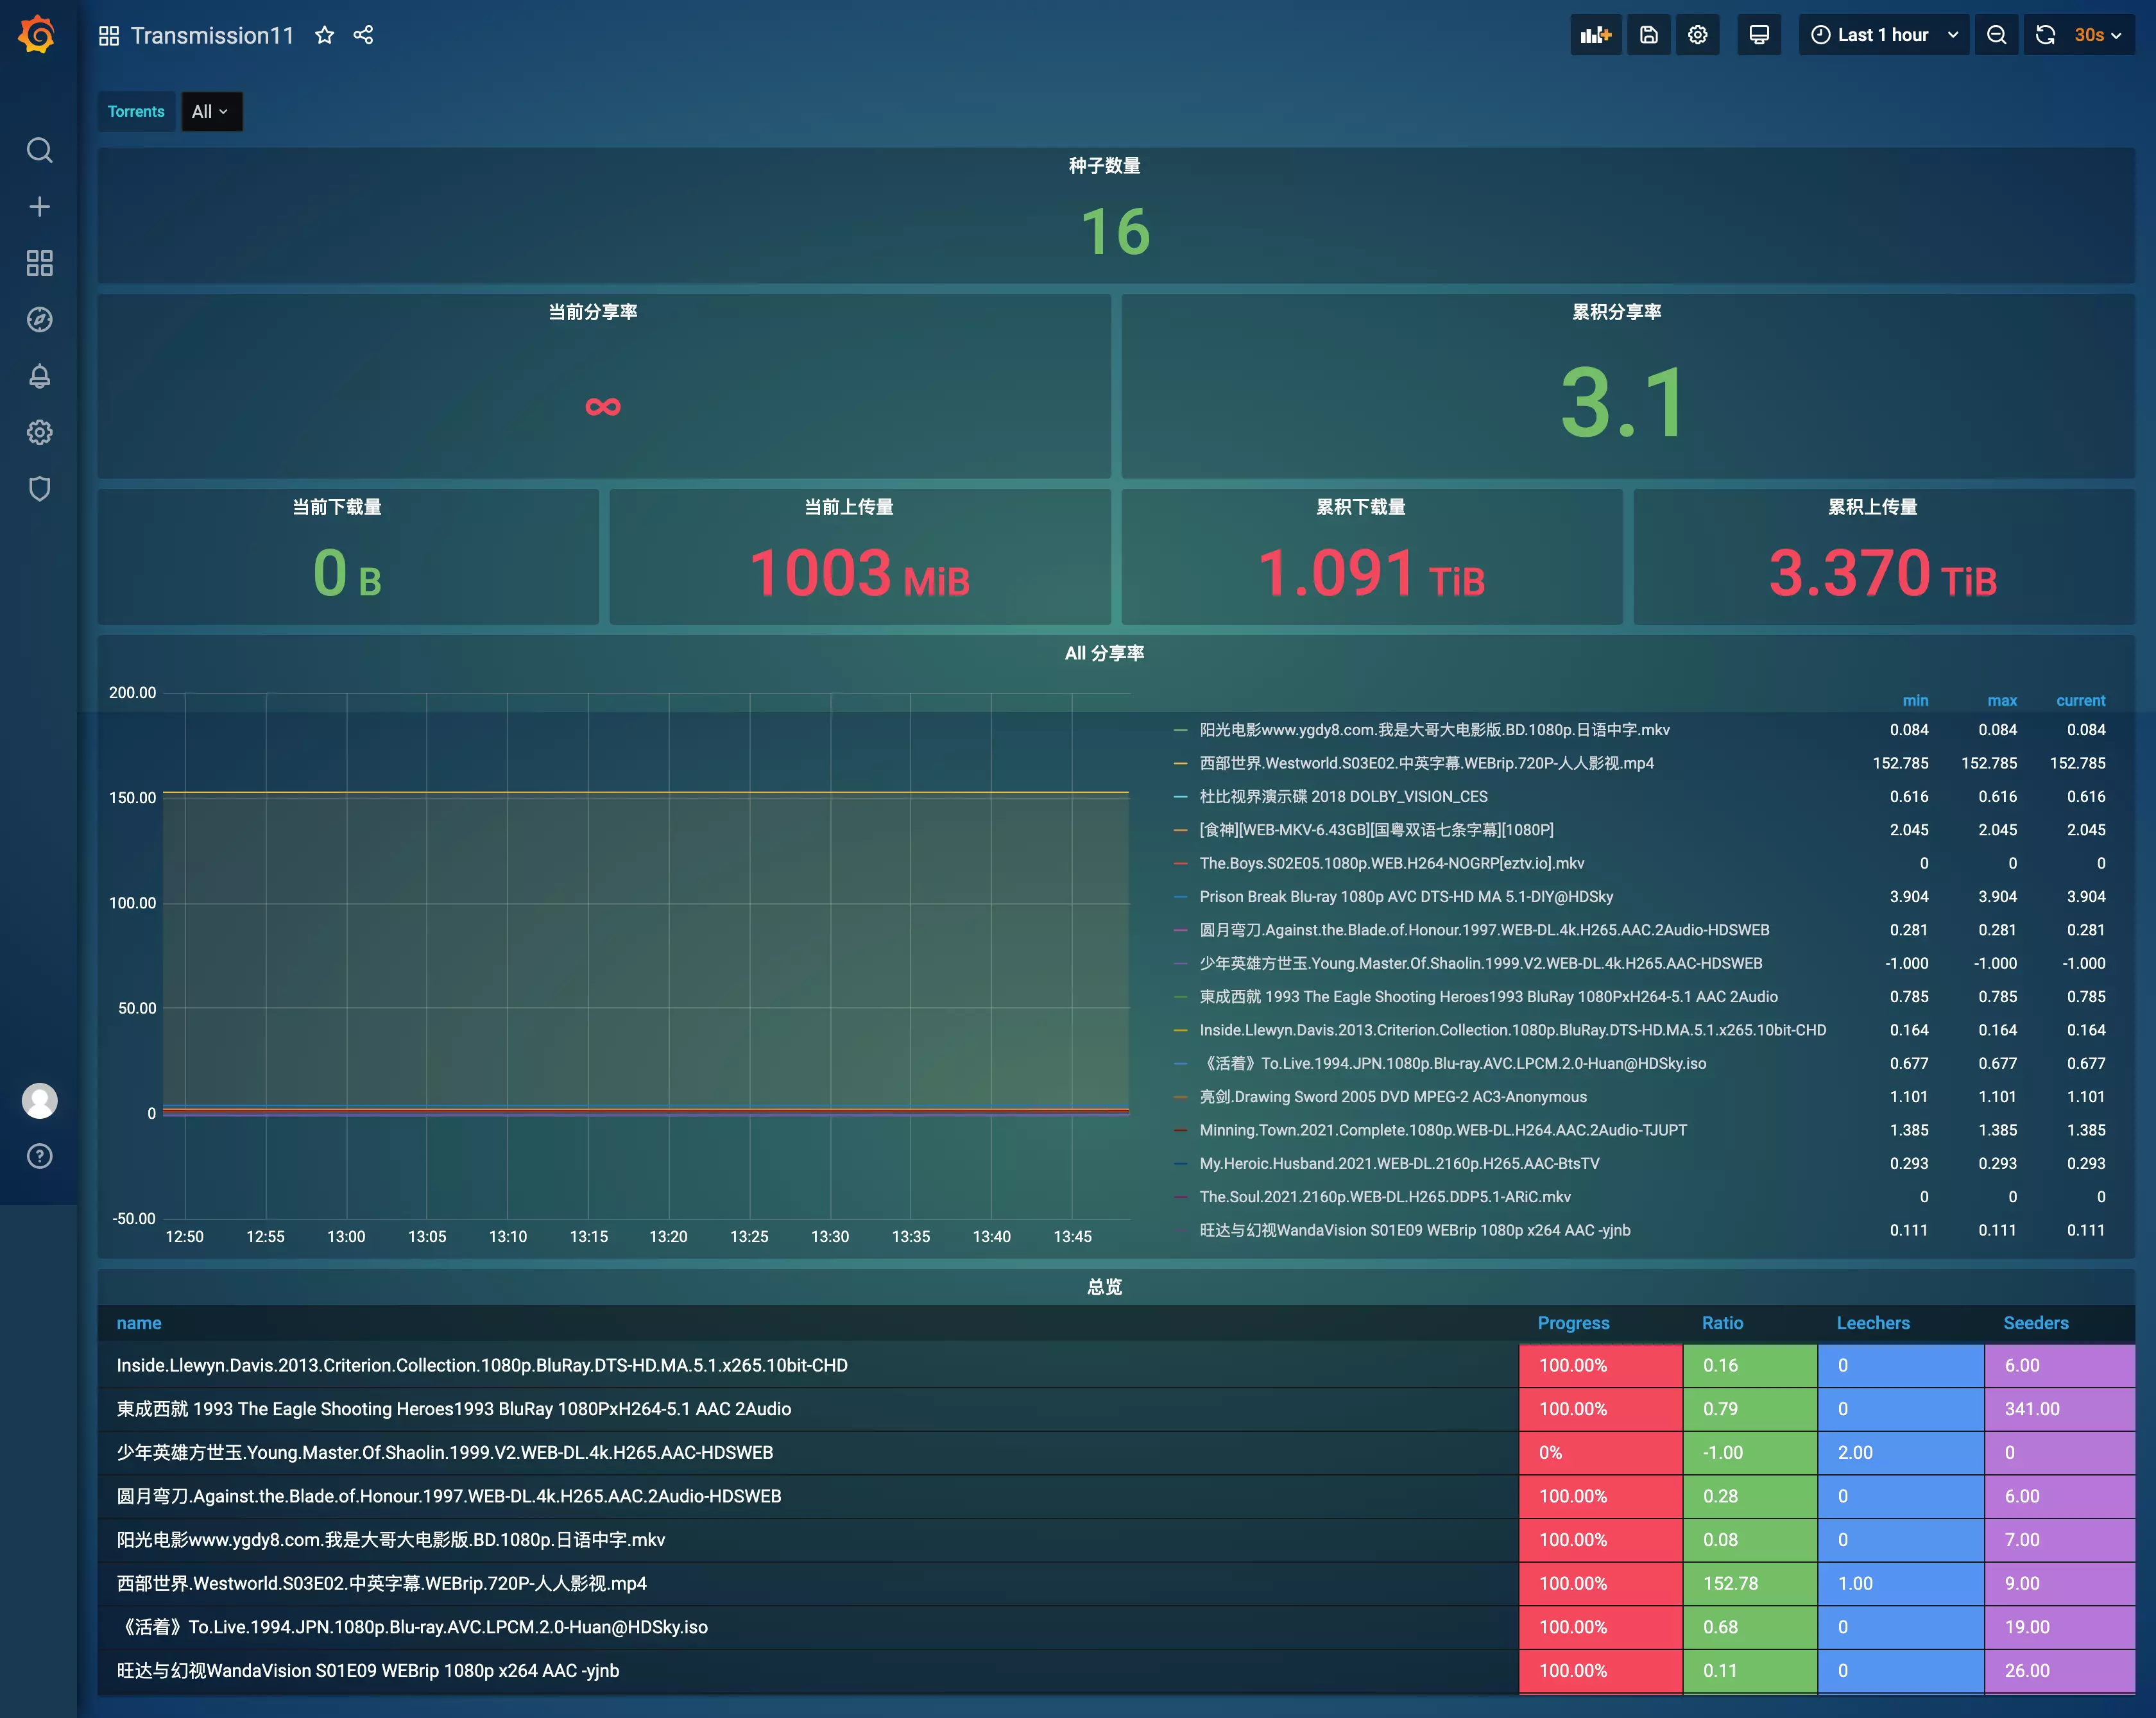 Transmission11
Last 1 hour
30s
Torrents All
种子数量
16
当前分享率
∞
累积分享率
3.1
当前下载量
0 B
当前上传量
1003 MiB
累积下载量
1.091 TiB
累积上传量
3.370 TiB
All 分享率
200.00
150.00
100.00
50.00
0
-50.00
12:50 12:55 13:00 13:05 13:10 13:15 13:20 13:25 13:30 13:35 13:40 13:45
min max current
阳光电影www.ygdy8.com.我是大哥大电影版.BD.1080p.日语中字.mkv 0.084 0.084 0.084
西部世界.Westworld.S03E02.中英字幕.WEBrip.720P-人人影视.mp4 152.785 152.785 152.785
杜比视界演示碟 2018 DOLBY_VISION_CES 0.616 0.616 0.616
[食神][WEB-MKV-6.43GB][国粤双语七条字幕][1080P] 2.045 2.045 2.045
The.Boys.S02E05.1080p.WEB.H264-NOGRP[eztv.io].mkv 0 0 0
Prison Break Blu-ray 1080p AVC DTS-HD MA 5.1-DIY@HDSky 3.904 3.904 3.904
圆月弯刀.Against.the.Blade.of.Honour.1997.WEB-DL.4k.H265.AAC.2Audio-HDSWEB 0.281 0.281 0.281
少年英雄方世玉.Young.Master.Of.Shaolin.1999.V2.WEB-DL.4k.H265.AAC-HDSWEB -1.000 -1.000 -1.000
東成西就 1993 The Eagle Shooting Heroes1993 BluRay 1080PxH264-5.1 AAC 2Audio 0.785 0.785 0.785
Inside.Llewyn.Davis.2013.Criterion.Collection.1080p.BluRay.DTS-HD.MA.5.1.x265.10bit-CHD 0.164 0.164 0.164
《活着》To.Live.1994.JPN.1080p.Blu-ray.AVC.LPCM.2.0-Huan@HDSky.iso 0.677 0.677 0.677
亮剑.Drawing Sword 2005 DVD MPEG-2 AC3-Anonymous 1.101 1.101 1.101
Minning.Town.2021.Complete.1080p.WEB-DL.H264.AAC.2Audio-TJUPT 1.385 1.385 1.385
My.Heroic.Husband.2021.WEB-DL.2160p.H265.AAC-BtsTV 0.293 0.293 0.293
The.Soul.2021.2160p.WEB-DL.H265.DDP5.1-ARiC.mkv 0 0 0
旺达与幻视WandaVision S01E09 WEBrip 1080p x264 AAC -yjnb 0.111 0.111 0.111
总览
name Progress Ratio Leechers Seeders
Inside.Llewyn.Davis.2013.Criterion.Collection.1080p.BluRay.DTS-HD.MA.5.1.x265.10bit-CHD 100.00% 0.16 0 6.00
東成西就 1993 The Eagle Shooting Heroes1993 BluRay 1080PxH264-5.1 AAC 2Audio 100.00% 0.79 0 341.00
少年英雄方世玉.Young.Master.Of.Shaolin.1999.V2.WEB-DL.4k.H265.AAC-HDSWEB 0% -1.00 2.00 0
圆月弯刀.Against.the.Blade.of.Honour.1997.WEB-DL.4k.H265.AAC.2Audio-HDSWEB 100.00% 0.28 0 6.00
阳光电影www.ygdy8.com.我是大哥大电影版.BD.1080p.日语中字.mkv 100.00% 0.08 0 7.00
西部世界.Westworld.S03E02.中英字幕.WEBrip.720P-人人影视.mp4 100.00% 152.78 1.00 9.00
《活着》To.Live.1994.JPN.1080p.Blu-ray.AVC.LPCM.2.0-Huan@HDSky.iso 100.00% 0.68 0 19.00
旺达与幻视WandaVision S01E09 WEBrip 1080p x264 AAC -yjnb 100.00% 0.11 0 26.00